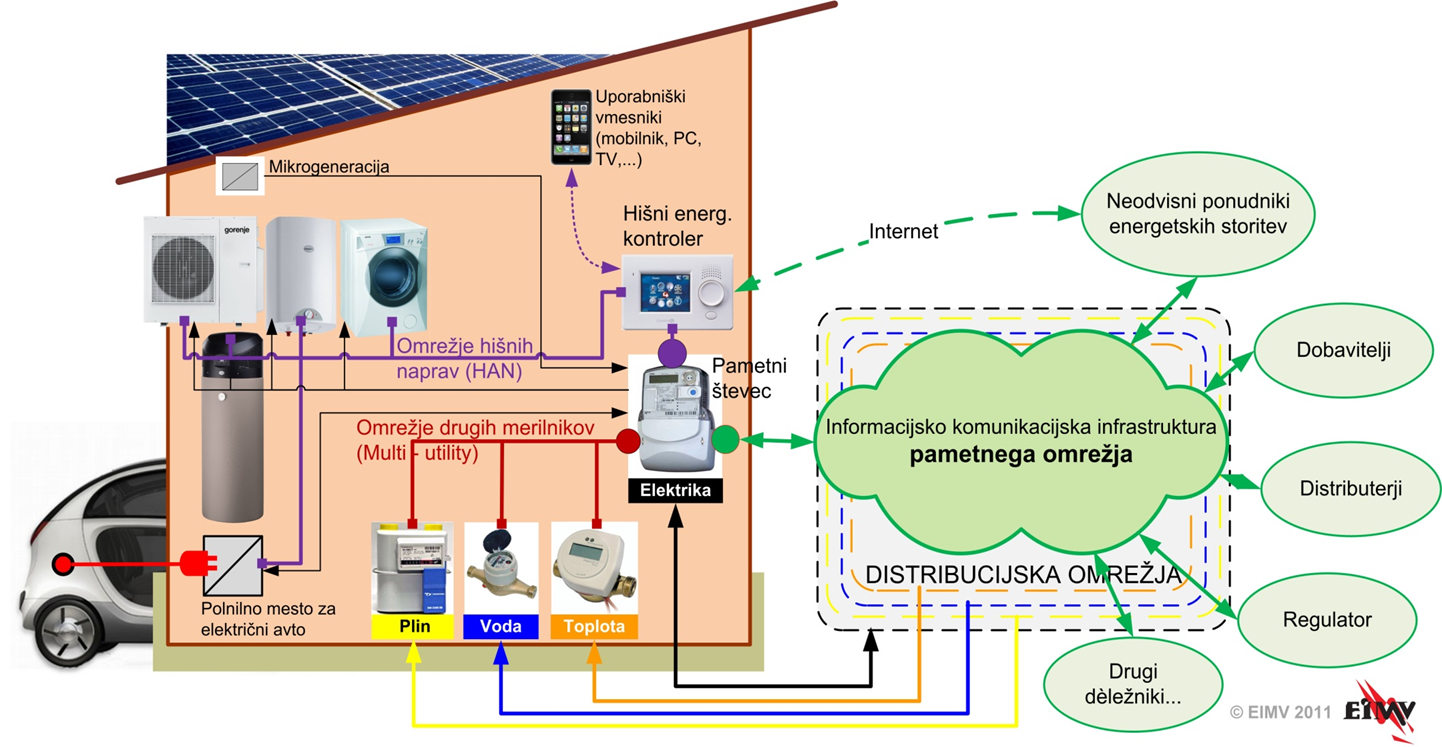 Uporabniški
vmesniki
(mobilnik, PC,
TV,...)
Mikrogeneracija
Hišni energ.
kontroler
gorenje
Internet
Neodvisni ponudniki
energetskih storitev
Omrežje hišnih
naprav (HAN)
Pametni
števec
Dobavitelji
Omrežje drugih merilnikov
(Multi - utility)
Informacijsko komunikacijska infrastruktura
pametnega omrežja
Elektrika
Distributerji
DISTRIBUCIJSKA OMREŽJA
Polnilno mesto za
električni avto
Plin
Voda
Toplota
Regulator
Drugi
dèležniki...
© EIMV 2011
EIMV